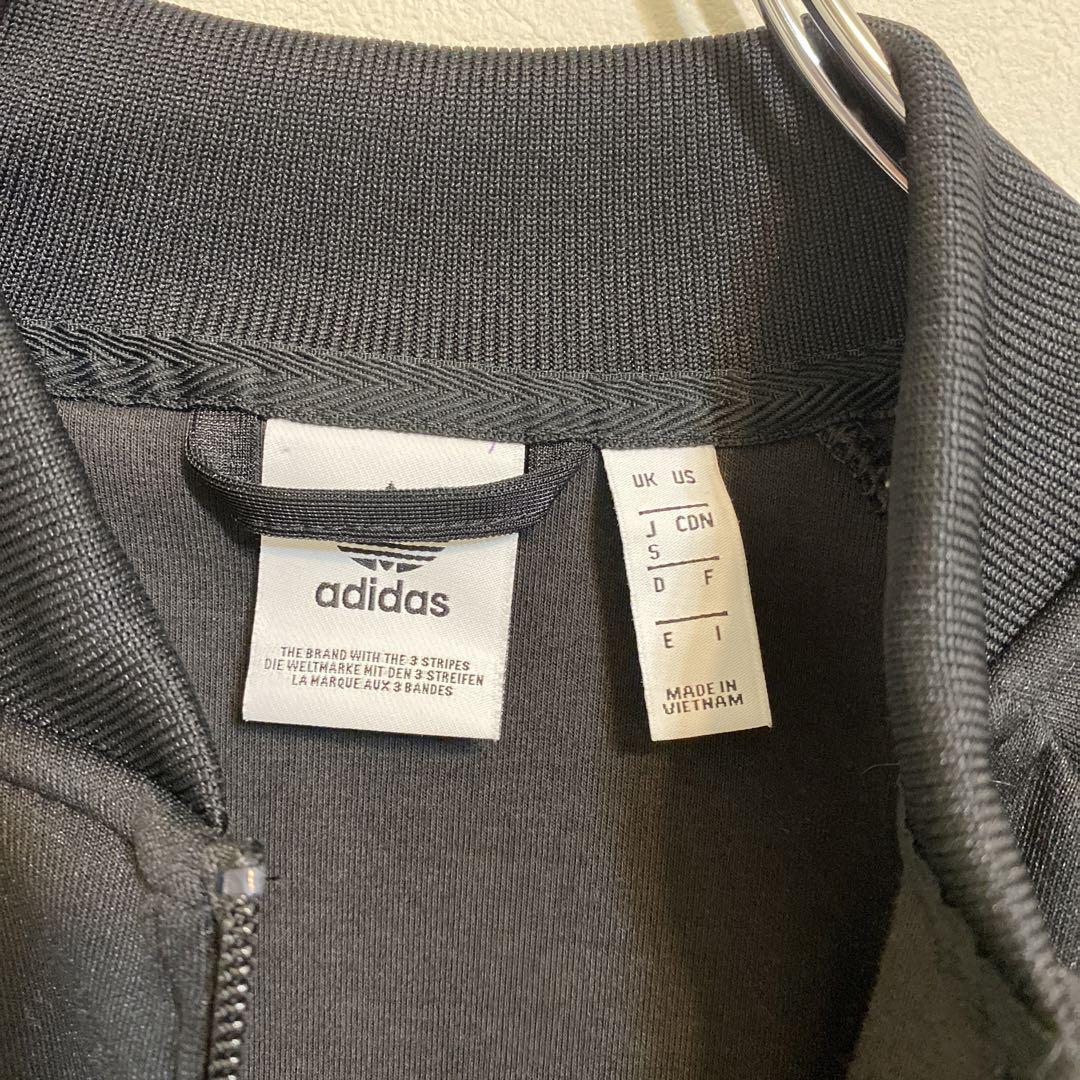 adidas
THE BRAND WITH THE 3 STRIPES
DIE WELTMARKE MIT DEN 3 STREIFEN
LA MARQUE AUX 3 BANDES
UK US
J CDN
S
D F
E I
MADE IN
VIETNAM